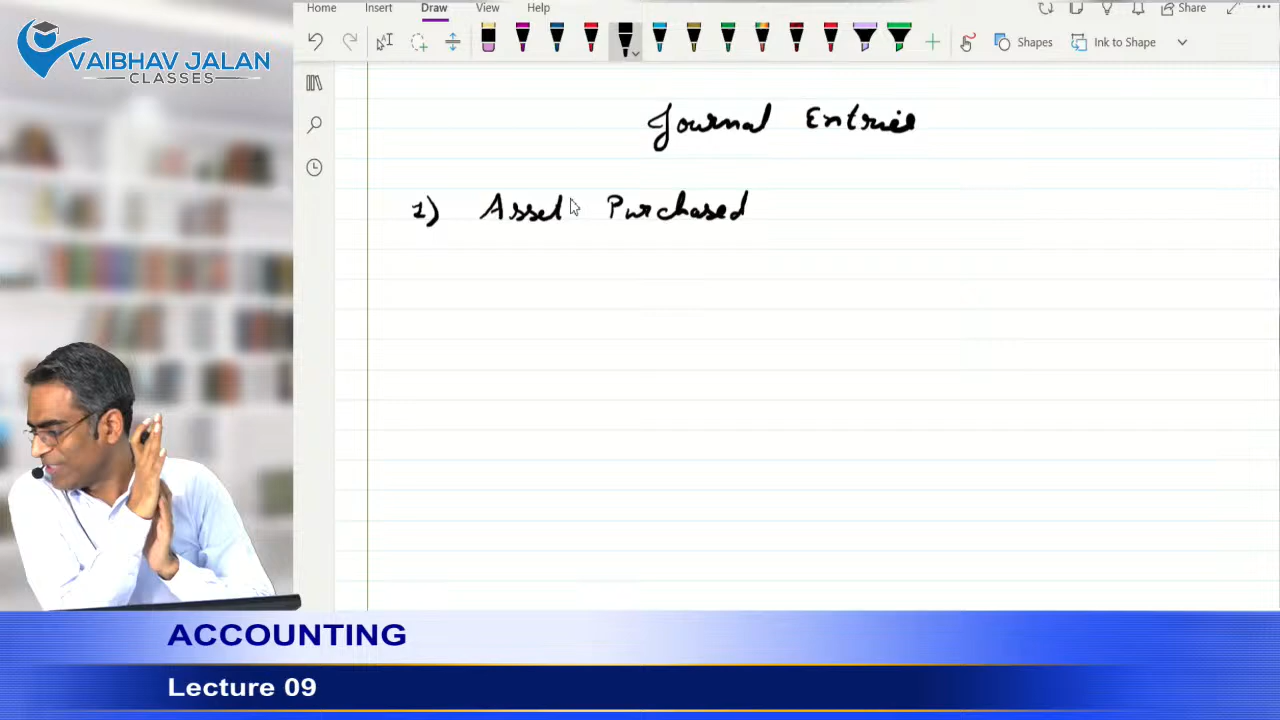 VAIBHAV JALAN
CLASSES
Home Insert Draw View Help
Share
Shapes
Ink to Shape
Journal Entries
1) Asset Purchased
ACCOUNTING
Lecture 09